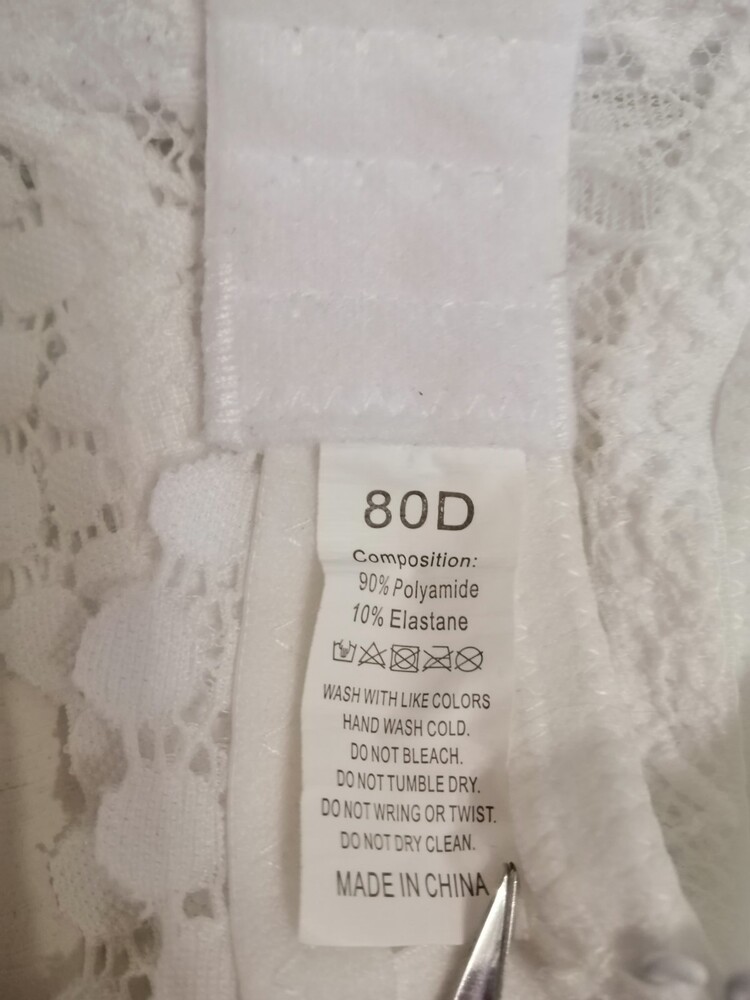 80D
Composition:
90% Polyamide
10% Elastane
WASH WITH LIKE COLORS
HAND WASH COLD.
DO NOT BLEACH.
DO NOT TUMBLE DRY.
DO NOT WRING OR TWIST.
DO NOT DRY CLEAN.
MADE IN CHINA